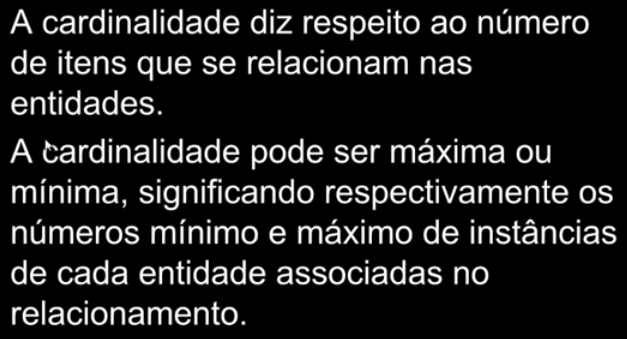 A cardinalidade diz respeito ao número
de itens que se relacionam nas
entidades.
A cardinalidade pode ser máxima ou
mínima, significando respectivamente os
números mínimo e máximo de instâncias
de cada entidade associadas no
relacionamento.